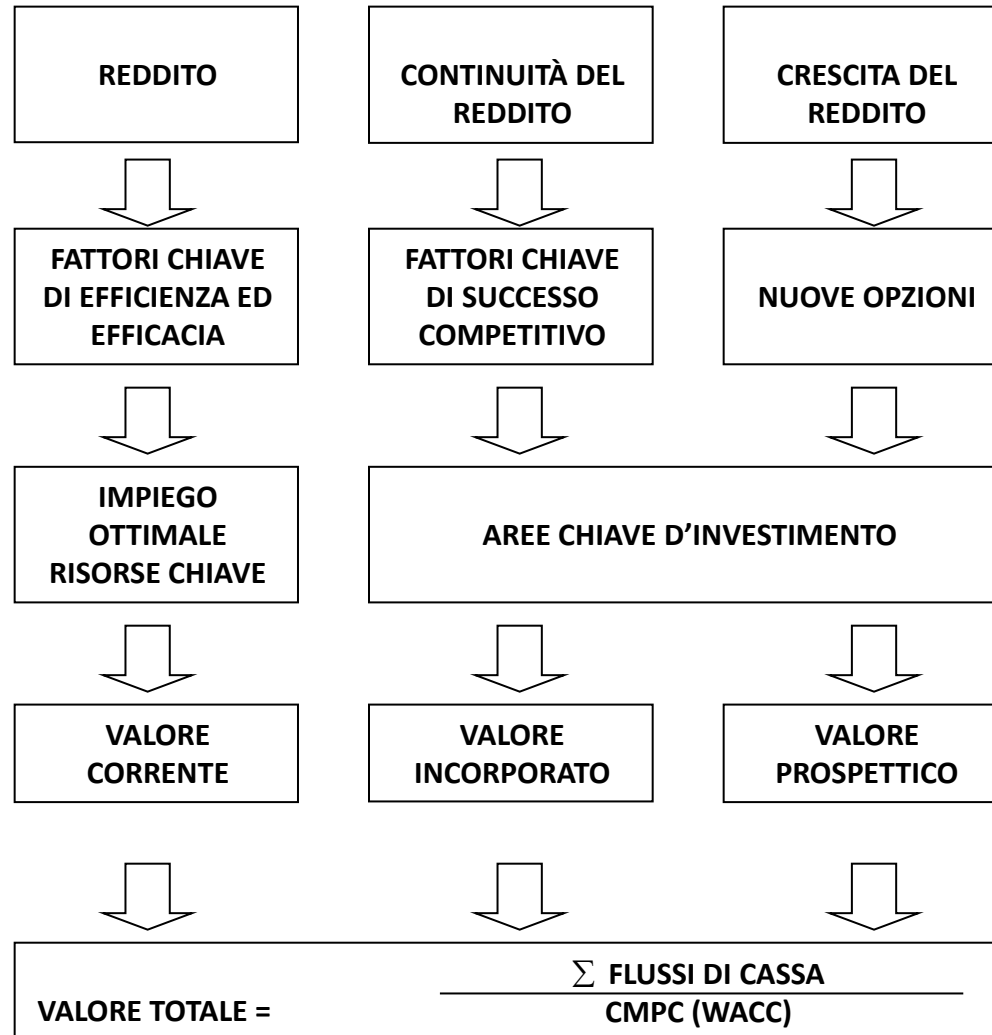 REDDITO
CONTINUITÀ DEL
REDDITO
CRESCITA DEL
REDDITO
FATTORI CHIAVE
DI EFFICIENZA ED
EFFICACIA
FATTORI CHIAVE
DI SUCCESSO
COMPETITIVO
NUOVE OPZIONI
IMPIEGO
OTTIMALE
RISORSE CHIAVE
AREE CHIAVE D'INVESTIMENTO
VALORE
CORRENTE
VALORE
INCORPORATO
VALORE
PROSPETTICO
∑ FLUSSI DI CASSA
VALORE TOTALE =
CMPC (WACC)